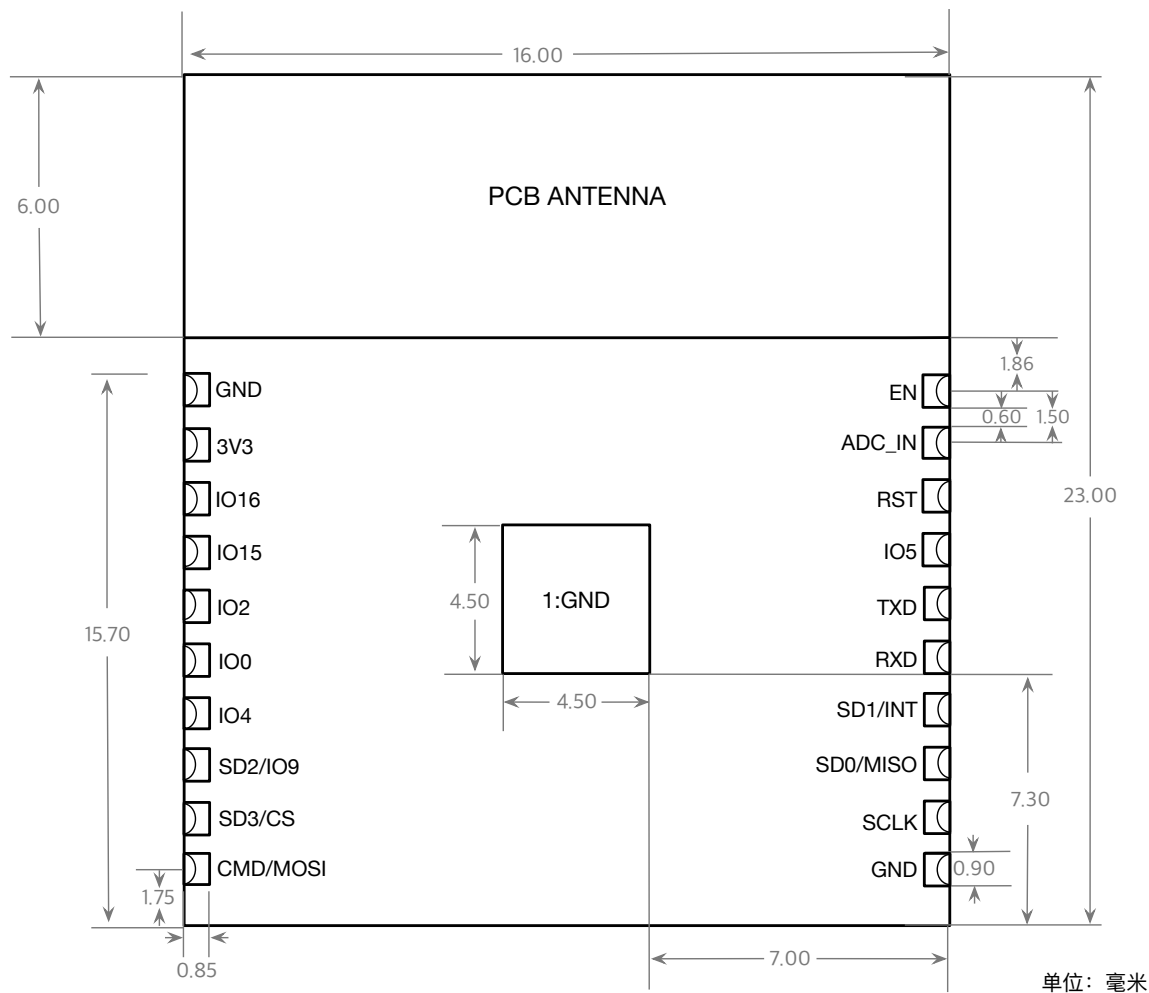 16.00
6.00
PCB ANTENNA
1.86
GND
EN
0.60
1.50
3V3
ADC_IN
IO16
RST
23.00
IO15
IO5
4.50
1:GND
IO2
TXD
15.70
IO0
RXD
4.50
IO4
SD1/INT
SD2/IO9
SD0/MISO
7.30
SD3/CS
SCLK
CMD/MOSI
GND
0.90
1.75
0.85
7.00
单位：毫米